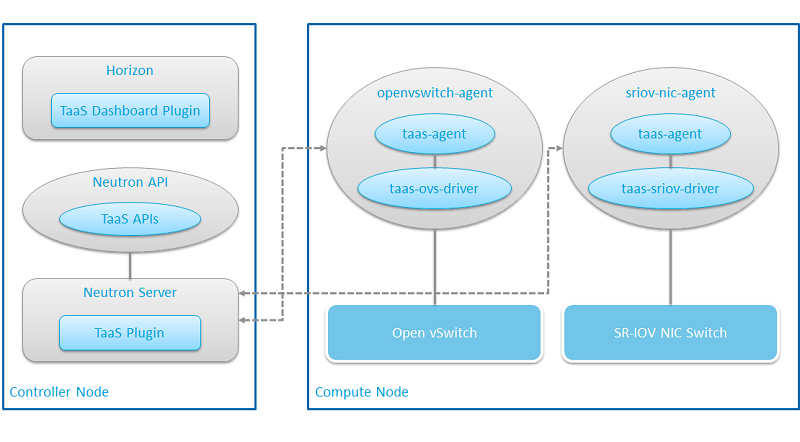 Horizon
TaaS Dashboard Plugin
Neutron API
TaaS APIs
Neutron Server
TaaS Plugin
Controller Node
openvswitch-agent
taas-agent
taas-ovs-driver
Open vSwitch
sriov-nic-agent
taas-agent
taas-sriov-driver
SR-IOV NIC Switch
Compute Node